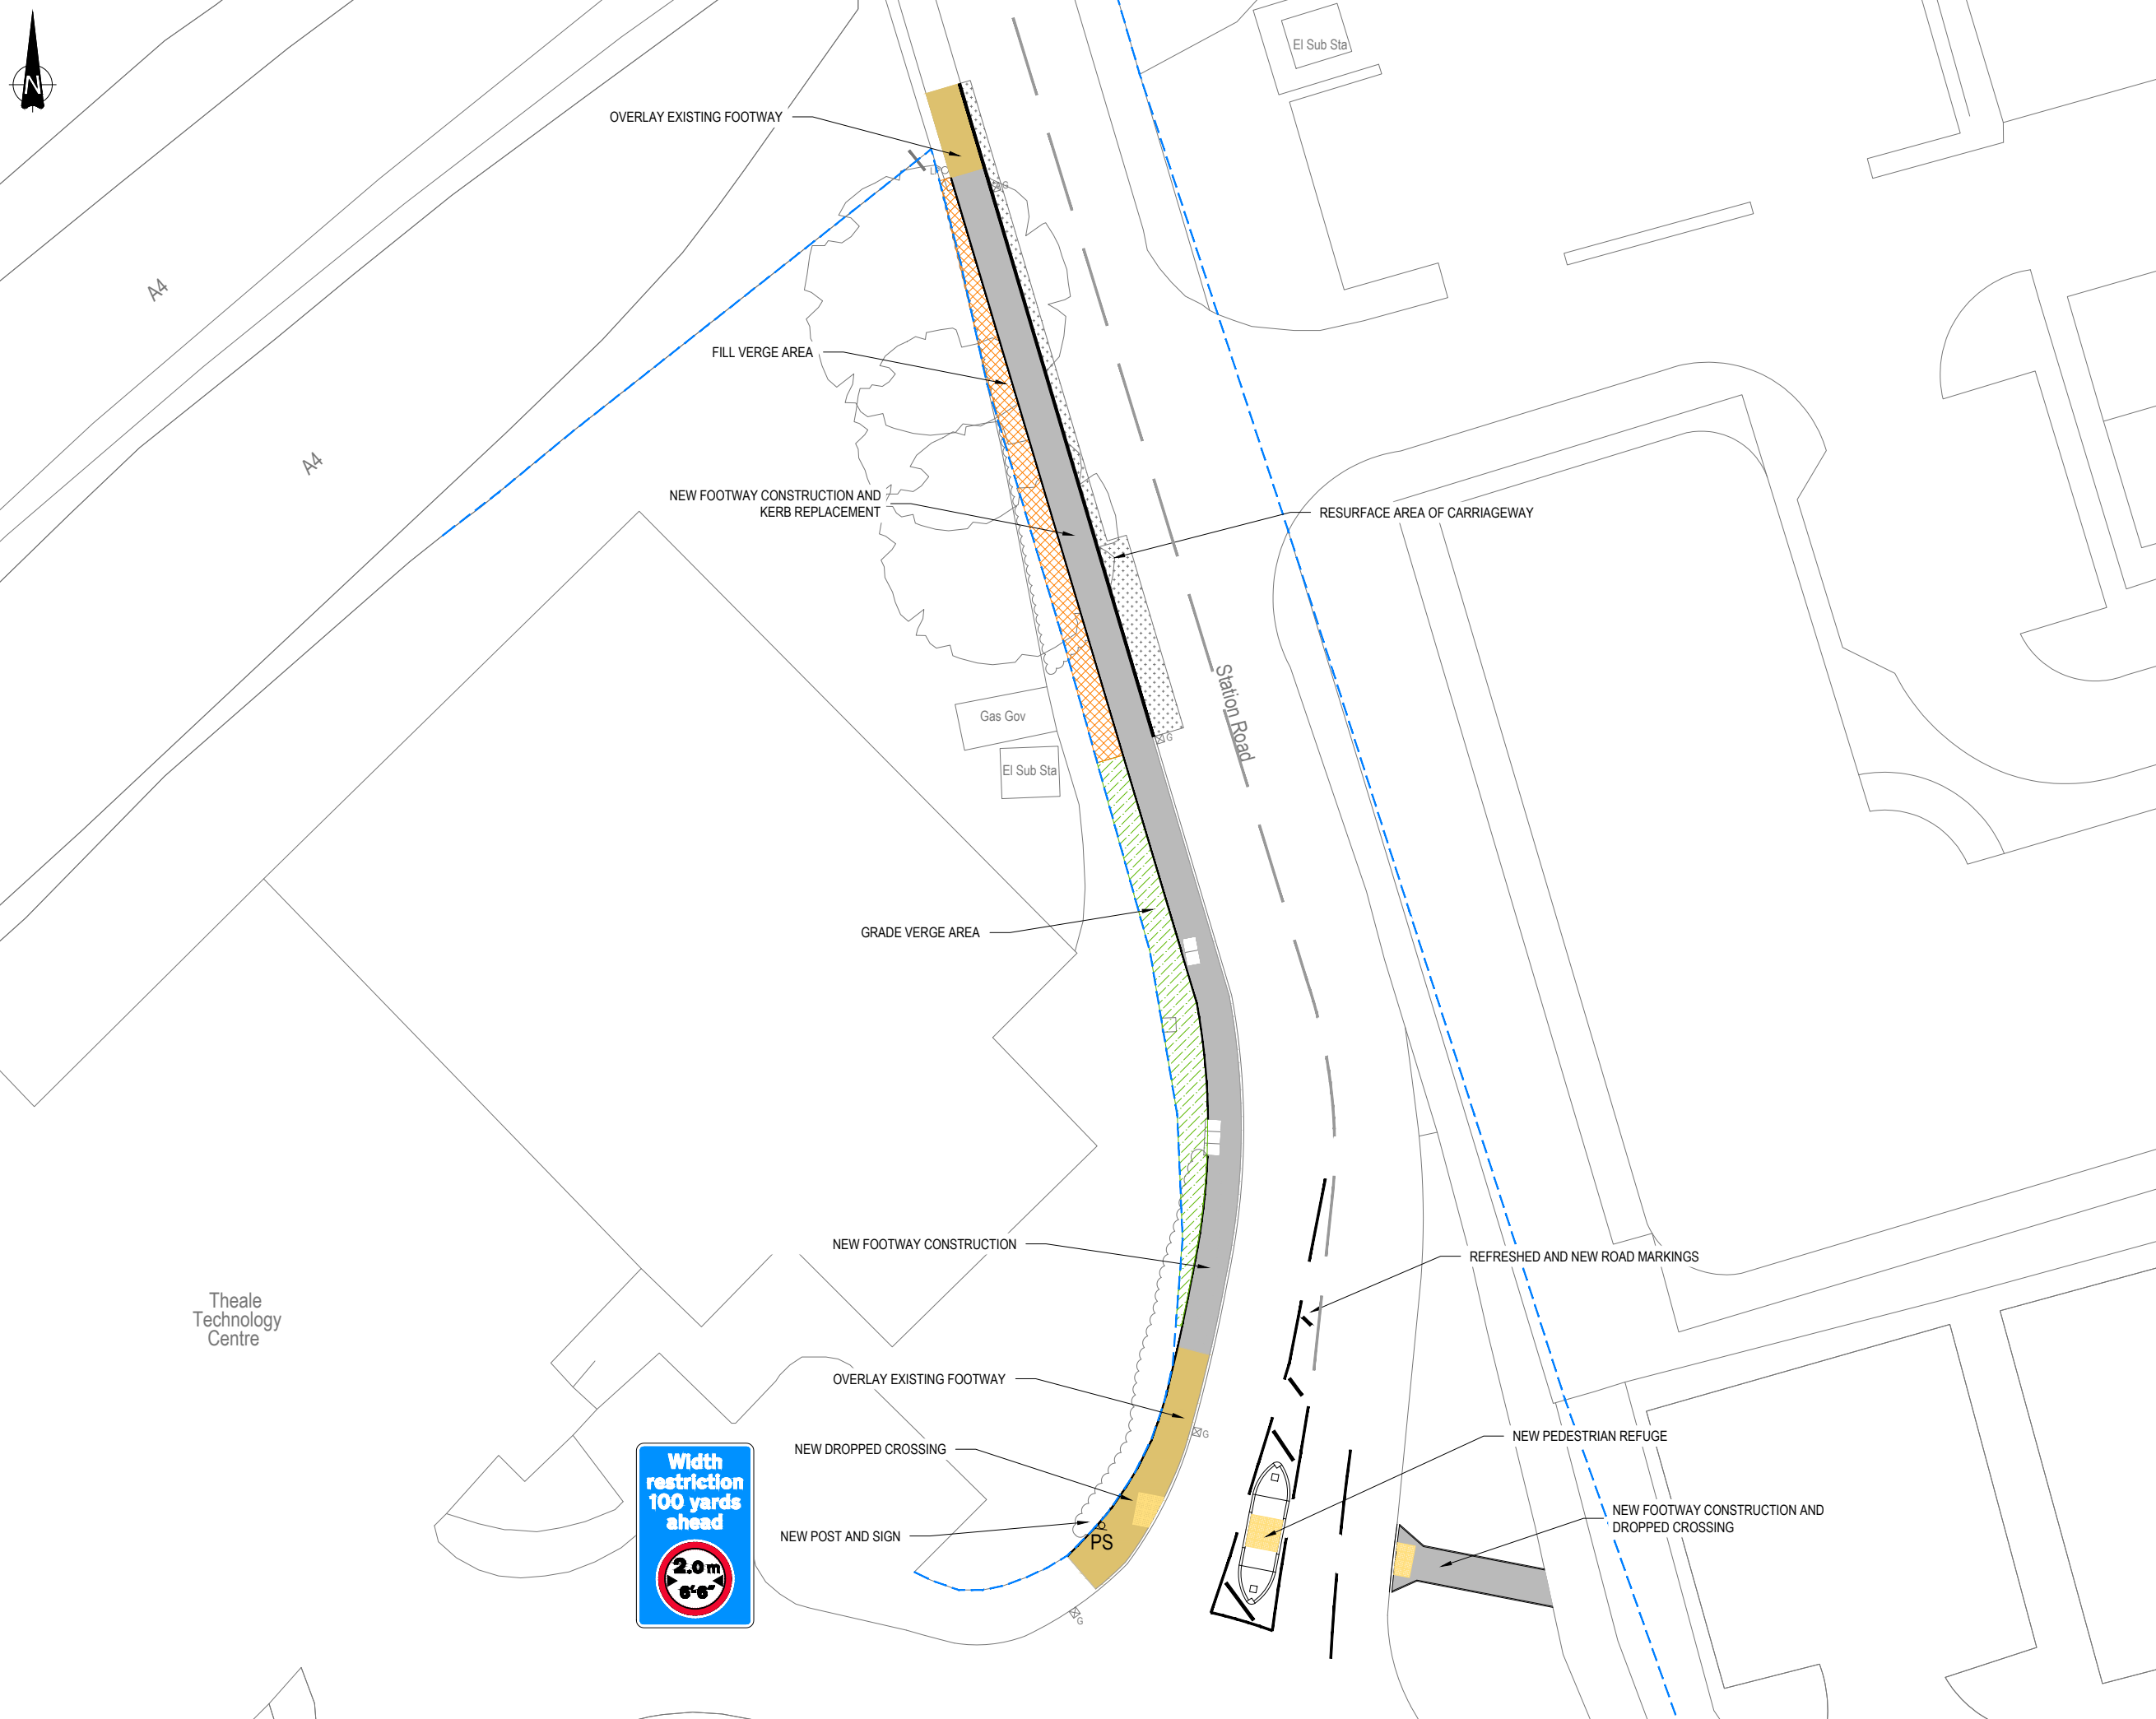 N
El Sub Sta
OVERLAY EXISTING FOOTWAY
G
A4
FILL VERGE AREA
A4
NEW FOOTWAY CONSTRUCTION AND
KERB REPLACEMENT
RESURFACE AREA OF CARRIAGEWAY
Station Road
Gas Gov
G
El Sub Sta
GRADE VERGE AREA
NEW FOOTWAY CONSTRUCTION
REFRESHED AND NEW ROAD MARKINGS
Theale
Technology
Centre
OVERLAY EXISTING FOOTWAY
G
NEW PEDESTRIAN REFUGE
NEW DROPPED CROSSING
Width
restriction
100 yards
ahead
2.0m
6'6"
NEW FOOTWAY CONSTRUCTION AND
DROPPED CROSSING
NEW POST AND SIGN
PS
G